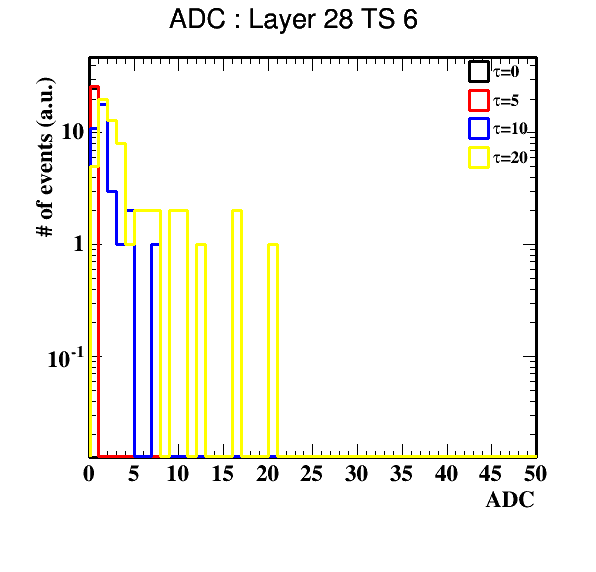 ADC : Layer 28 TS 6
# of events (a.u.)
10
1
10⁻¹
τ=0
τ=5
τ=10
τ=20
0 5 10 15 20 25 30 35 40 45 50
ADC